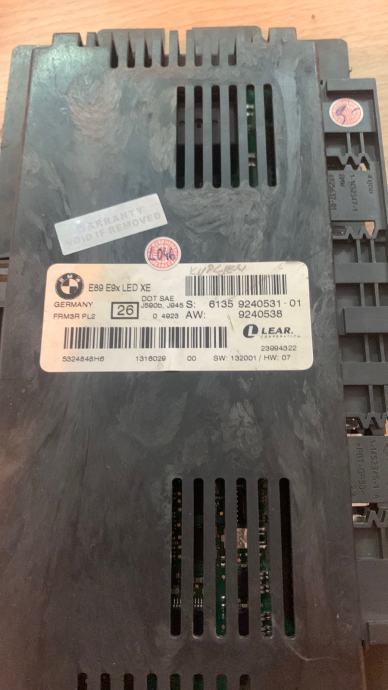 WARRANTY
VOID IF REMOVED
L046
BMW
E89 E9x LED XE
GERMANY
26
DOT SAE
J590b, J945
S: 6135 9240531-01
FRM3R PL2
0 4923
AW: 9240538
LEAR.
CORPORATION
23994322
5324848H6
1316029
00
SW: 132001 / HW: 07